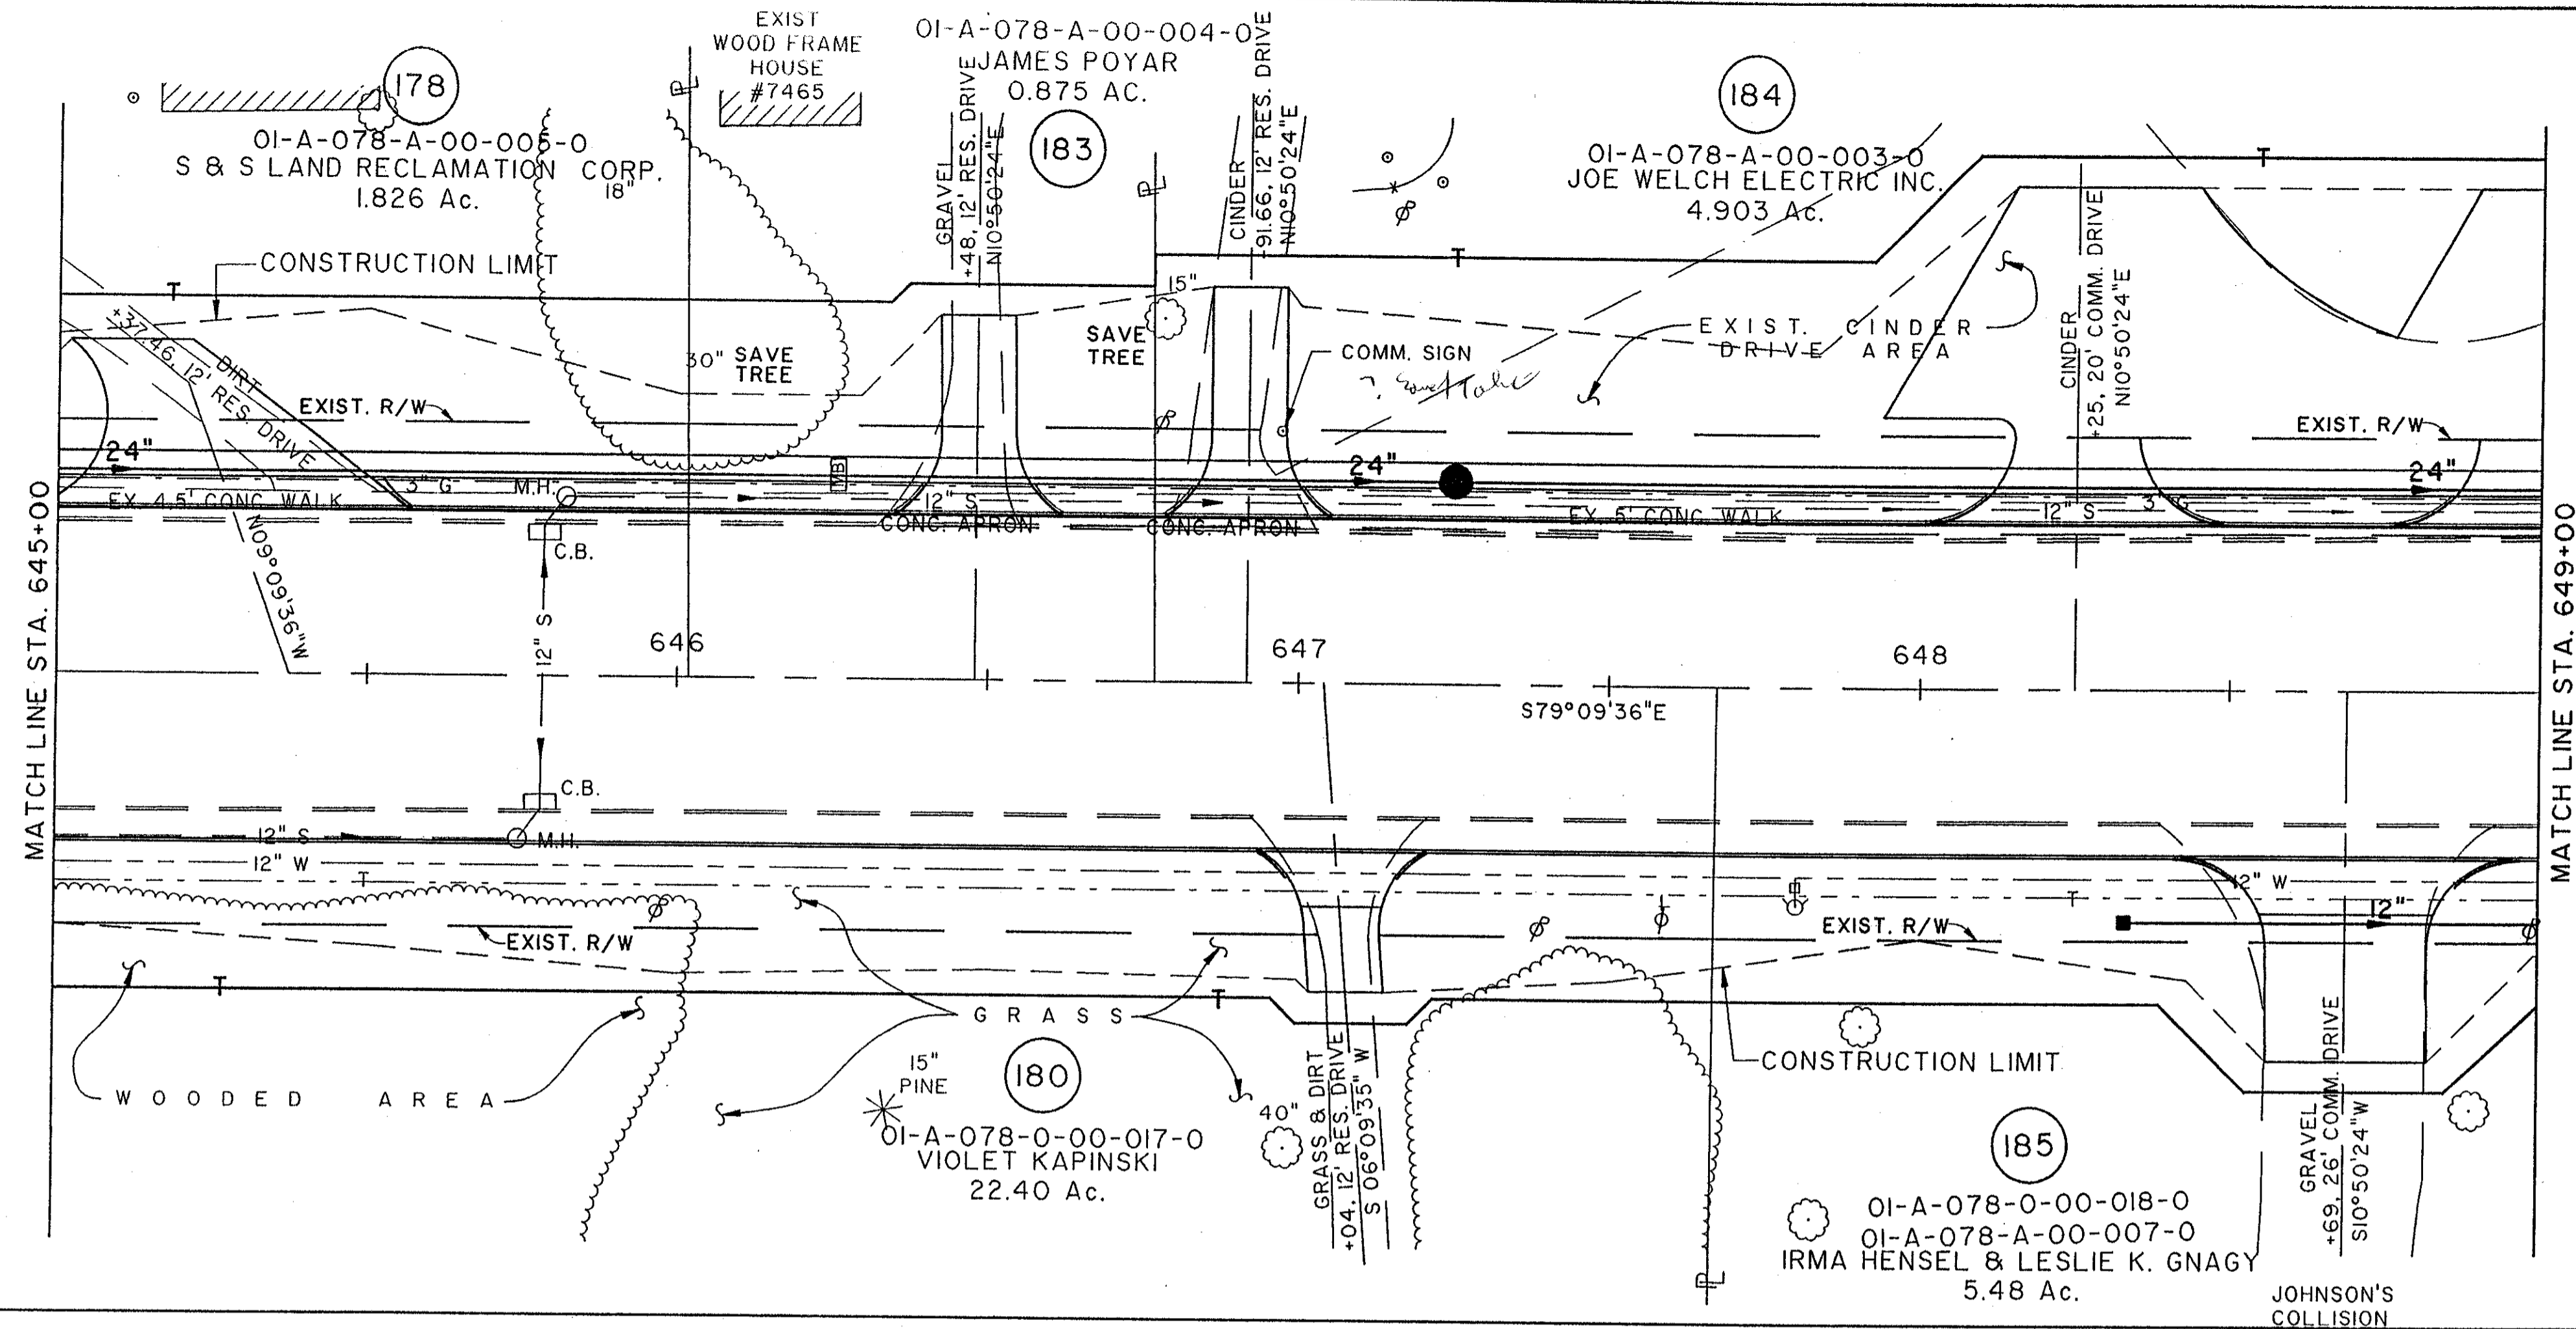 EXIST
WOOD FRAME
HOUSE
#7465
01-A-078-A-00-004-0
JAMES POYAR
0.875 AC.
183
178
01-A-078-A-00-005-0
S & S LAND RECLAMATION CORP.
1.826 Ac.
18"
184
01-A-078-A-00-003-0
JOE WELCH ELECTRIC INC.
4.903 Ac.
GRAVEL
+48, 12' RES. DRIVE
N10°50'24"E
CINDER
+91.66, 12' RES. DRIVE
N10°50'24"E
CONSTRUCTION LIMIT
T
T
T
15"
SAVE
TREE
30" SAVE
TREE
COMM. SIGN
EXIST. CINDER
DRIVE AREA
CINDER
+25, 20' COMM. DRIVE
N10°50'24"E
+37.46, 12' RES. DRIVE
DIRT
EXIST. R/W
EXIST. R/W
24"
24"
24"
EX. 4.5' CONC. WALK
3" G
M.H.
MB
12" S
CONC. APRON
CONC. APRON
EX. 5' CONC. WALK
12" S
3" G
C.B.
N09°09'36"W
12" S
646
647
648
S79°09'36"E
MATCH LINE STA. 645+00
MATCH LINE STA. 649+00
C.B.
12" S
M.H.
12" W
T
12" W
T
12"
EXIST. R/W
EXIST. R/W
T
T
GRASS
WOODED AREA
15"
PINE
180
01-A-078-0-00-017-0
VIOLET KAPINSKI
22.40 Ac.
40"
GRASS & DIRT
+04, 12' RES. DRIVE
S 06°09'35" W
CONSTRUCTION LIMIT
185
01-A-078-0-00-018-0
01-A-078-A-00-007-0
IRMA HENSEL & LESLIE K. GNAGY
5.48 Ac.
GRAVEL
+69, 26' COMM. DRIVE
S10°50'24"W
JOHNSON'S
COLLISION